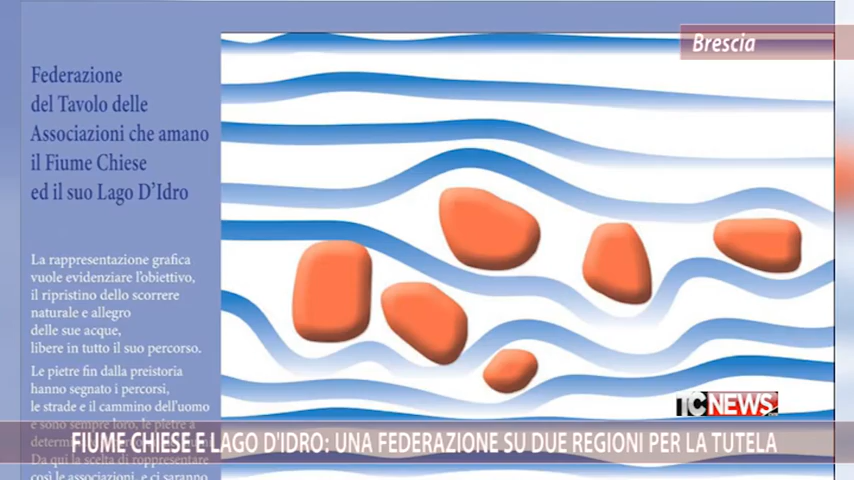 Brescia
Federazione
del Tavolo delle
Associazioni che amano
il Fiume Chiese
ed il suo Lago D'Idro
La rappresentazione grafica
vuole evidenziare l'obiettivo,
il ripristino dello scorrere
naturale e allegro
delle sue acque,
libere in tutto il suo percorso.
Le pietre fin dalla preistoria
hanno segnato i percorsi,
le strade e il cammino dell'uomo
e sono sempre loro, le pietre a
Da qui la scelta di rappresentare
così le associazioni, e ci saranno
TC NEWS
FIUME CHIESE E LAGO D'IDRO: UNA FEDERAZIONE SU DUE REGIONI PER LA TUTELA